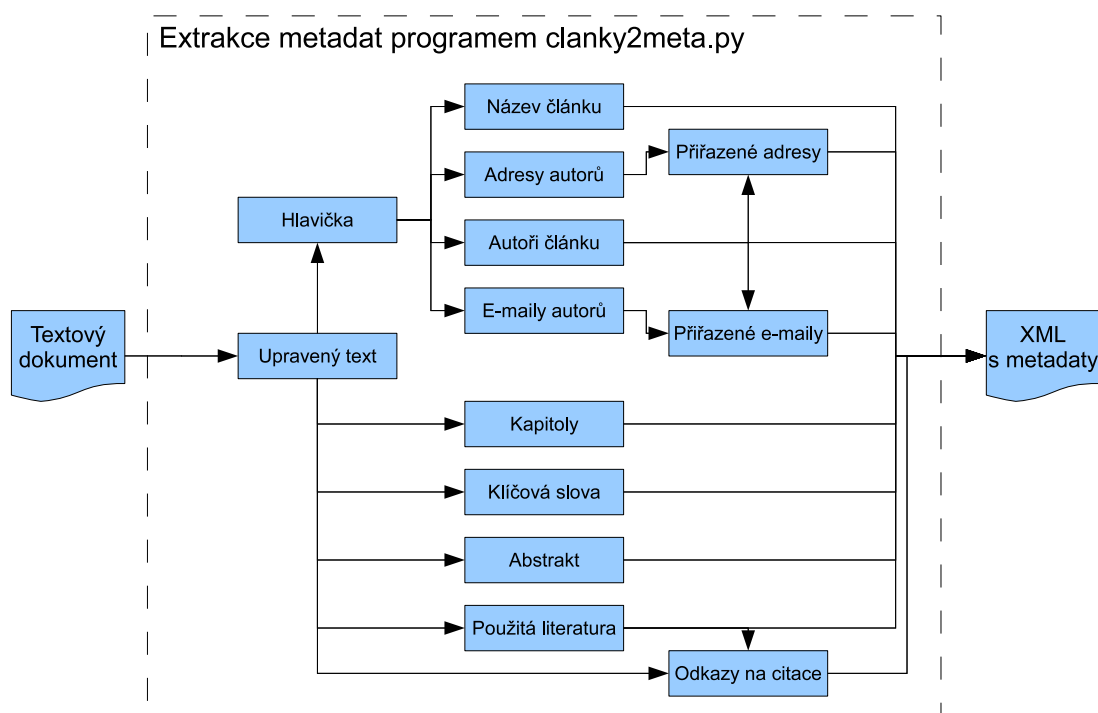 Extrakce metadat programem clanky2meta.py
Název článku
Přiřazené adresy
Adresy autorů
Hlavička
Autoři článku
E-maily autorů
Přiřazené e-maily
Textový
dokument
Upravený text
XML
s metadaty
Kapitoly
Klíčová slova
Abstrakt
Použitá literatura
Odkazy na citace